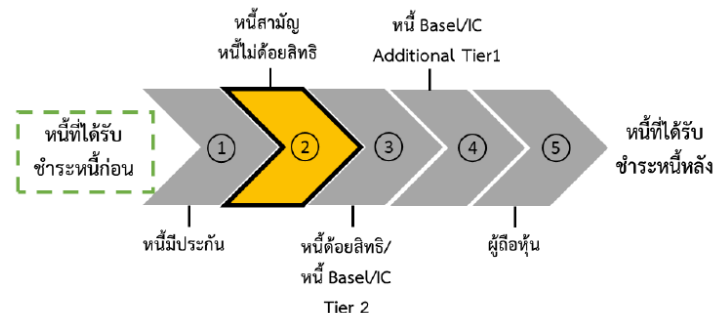 หนี้สามัญ
หนี้ไม่ด้อยสิทธิ
หนี้ Basel/IC
Additional Tier1
หนี้ที่ได้รับ
ชำระหนี้ก่อน
1
2
3
4
5
หนี้ที่ได้รับ
ชำระหนี้หลัง
หนี้มีประกัน
หนี้ด้อยสิทธิ/
หนี้ Basel/IC
Tier 2
ผู้ถือหุ้น